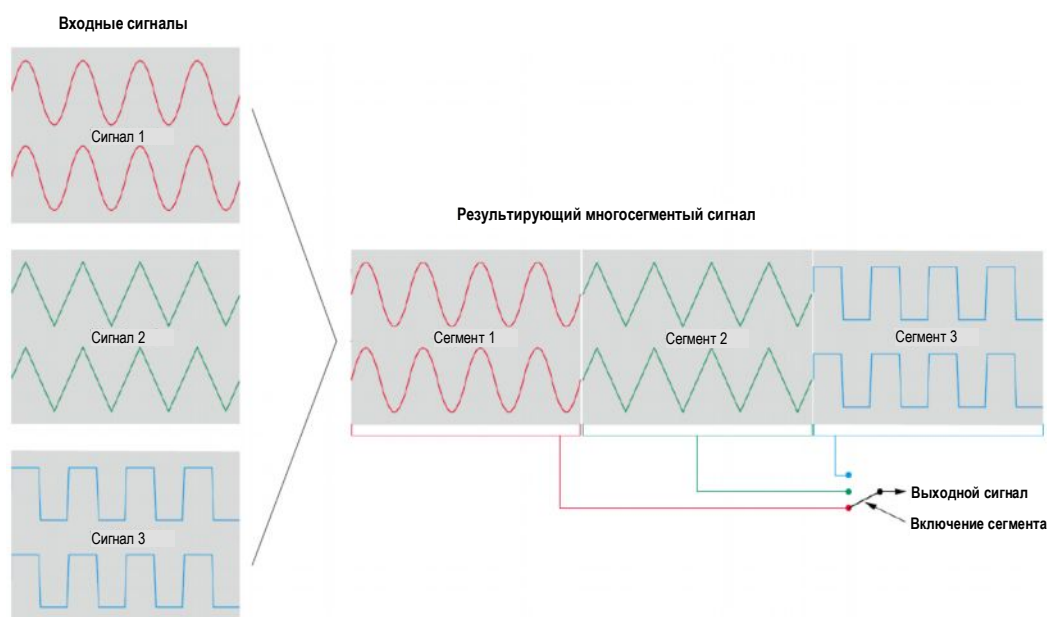 Входные сигналы
Сигнал 1
Сигнал 2
Сигнал 3
Результирующий многосегментый сигнал
Сегмент 1
Сегмент 2
Сегмент 3
Выходной сигнал
Включение сегмента